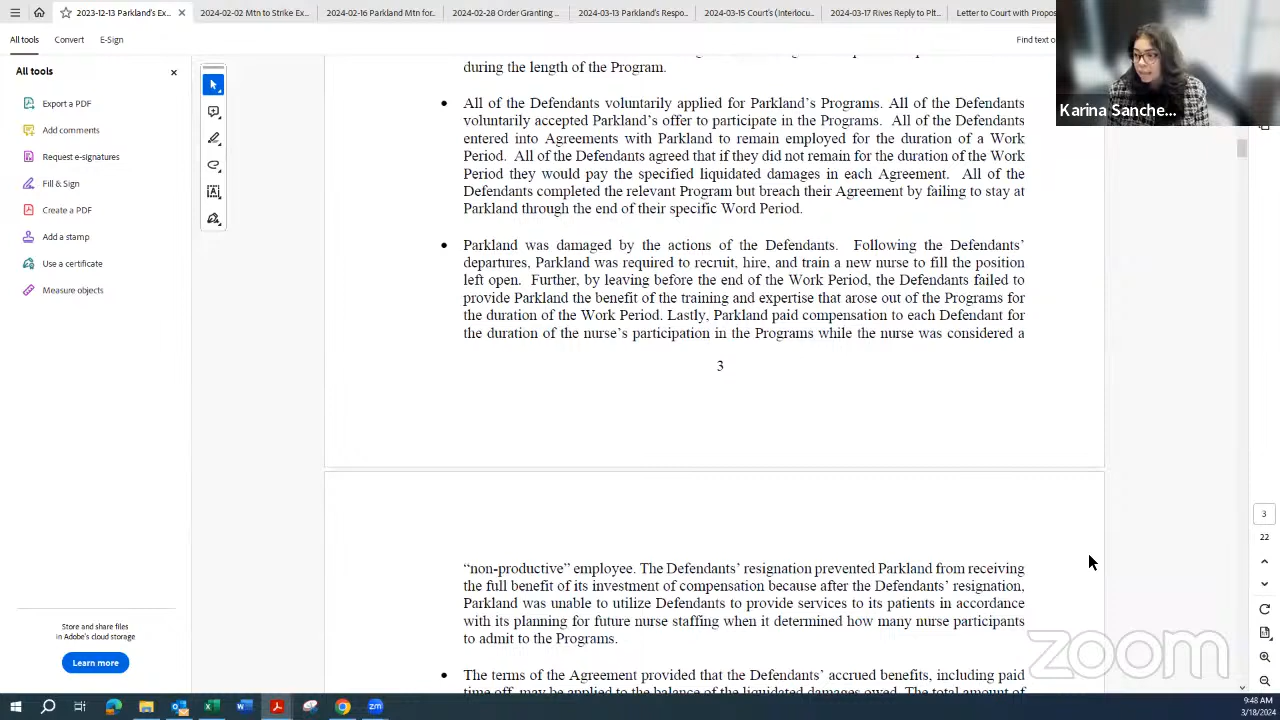 2023-12-13 Parkland's Ex...
2024-02-02 Mtn to Strike Ex...
2024-02-16 Parkland Mtn for...
2024-02-28 Order Granting ...
2024-03-13 Parkland's Respo...
2024-03-15 Court's (Interlocu...
2024-03-17 Rives Reply to Plt...
Letter to Court with Propos
All tools
Convert
E-Sign
Find text o
All tools
Export a PDF
Add comments
Request e-signatures
Fill & Sign
Create a PDF
Add a stamp
Use a certificate
Measure objects
Store and share files
in Adobe's cloud storage
Learn more
during the length of the Program.
• All of the Defendants voluntarily applied for Parkland's Programs. All of the Defendants
voluntarily accepted Parkland's offer to participate in the Programs. All of the Defendants
entered into Agreements with Parkland to remain employed for the duration of a Work
Period. All of the Defendants agreed that if they did not remain for the duration of the Work
Period they would pay the specified liquidated damages in each Agreement. All of the
Defendants completed the relevant Program but breach their Agreement by failing to stay at
Parkland through the end of their specific Word Period.
• Parkland was damaged by the actions of the Defendants. Following the Defendants'
departures, Parkland was required to recruit, hire, and train a new nurse to fill the position
left open. Further, by leaving before the end of the Work Period, the Defendants failed to
provide Parkland the benefit of the training and expertise that arose out of the Programs for
the duration of the Work Period. Lastly, Parkland paid compensation to each Defendant for
the duration of the nurse's participation in the Programs while the nurse was considered a
3
"non-productive" employee. The Defendants' resignation prevented Parkland from receiving
the full benefit of its investment of compensation because after the Defendants' resignation,
Parkland was unable to utilize Defendants to provide services to its patients in accordance
with its planning for future nurse staffing when it determined how many nurse participants
to admit to the Programs.
• The terms of the Agreement provided that the Defendants' accrued benefits, including paid
time off, may be applied to the balance of the liquidated damages owed. The total amount of
Karina Sanche...
3
22
zoom
9:48 AM
3/18/2024